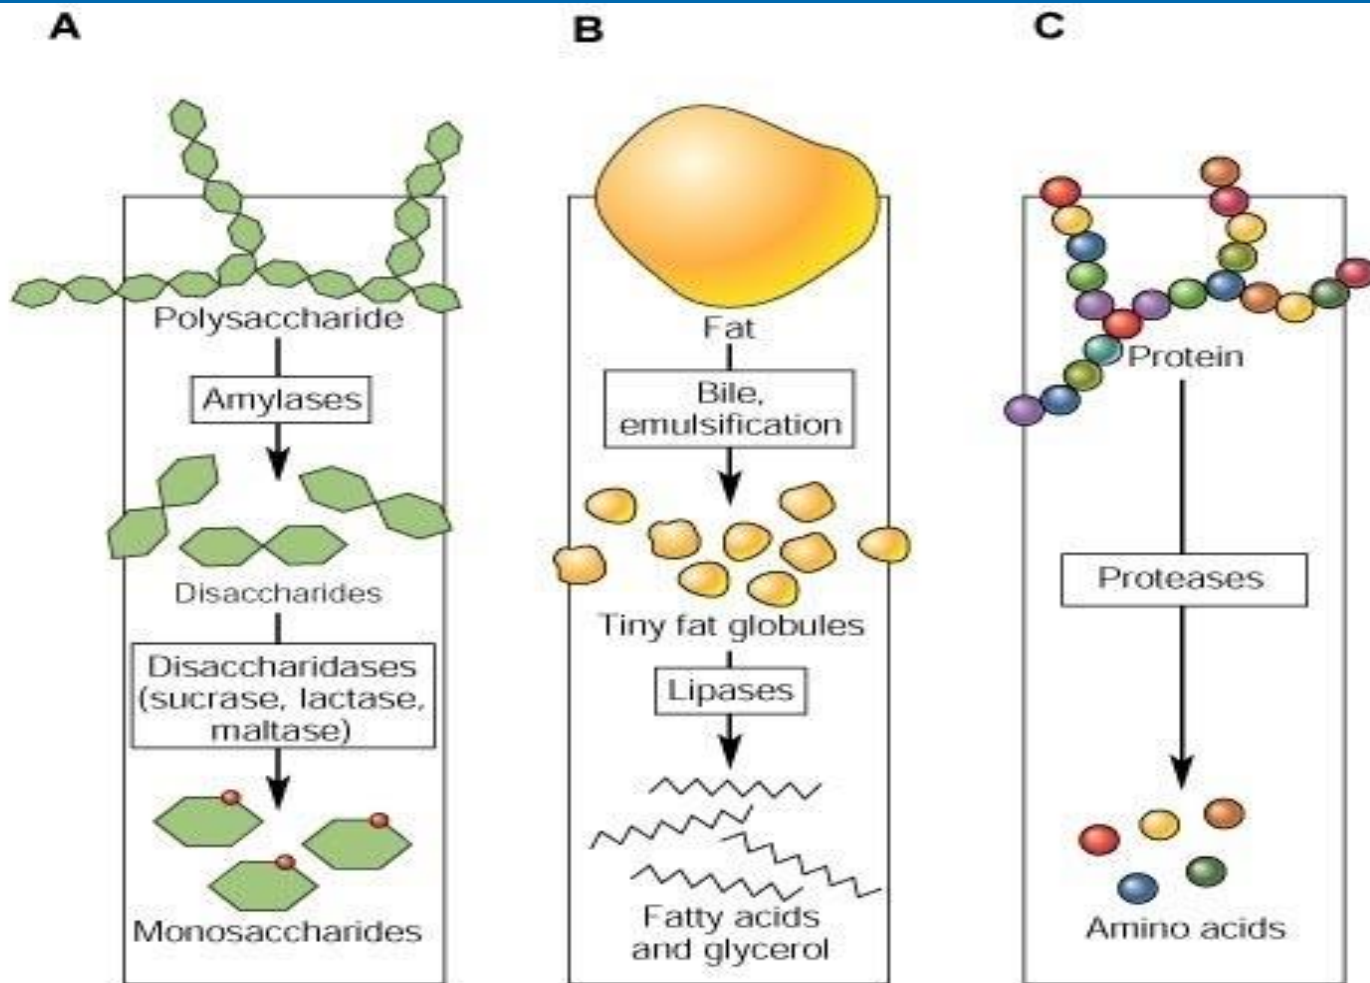 A
Polysaccharide
Amylases
Disaccharides
Disaccharidases
(sucrase, lactase,
maltase)
Monosaccharides
B
Fat
Bile,
emulsification
Tiny fat globules
Lipases
Fatty acids
and glycerol
C
Protein
Proteases
Amino acids